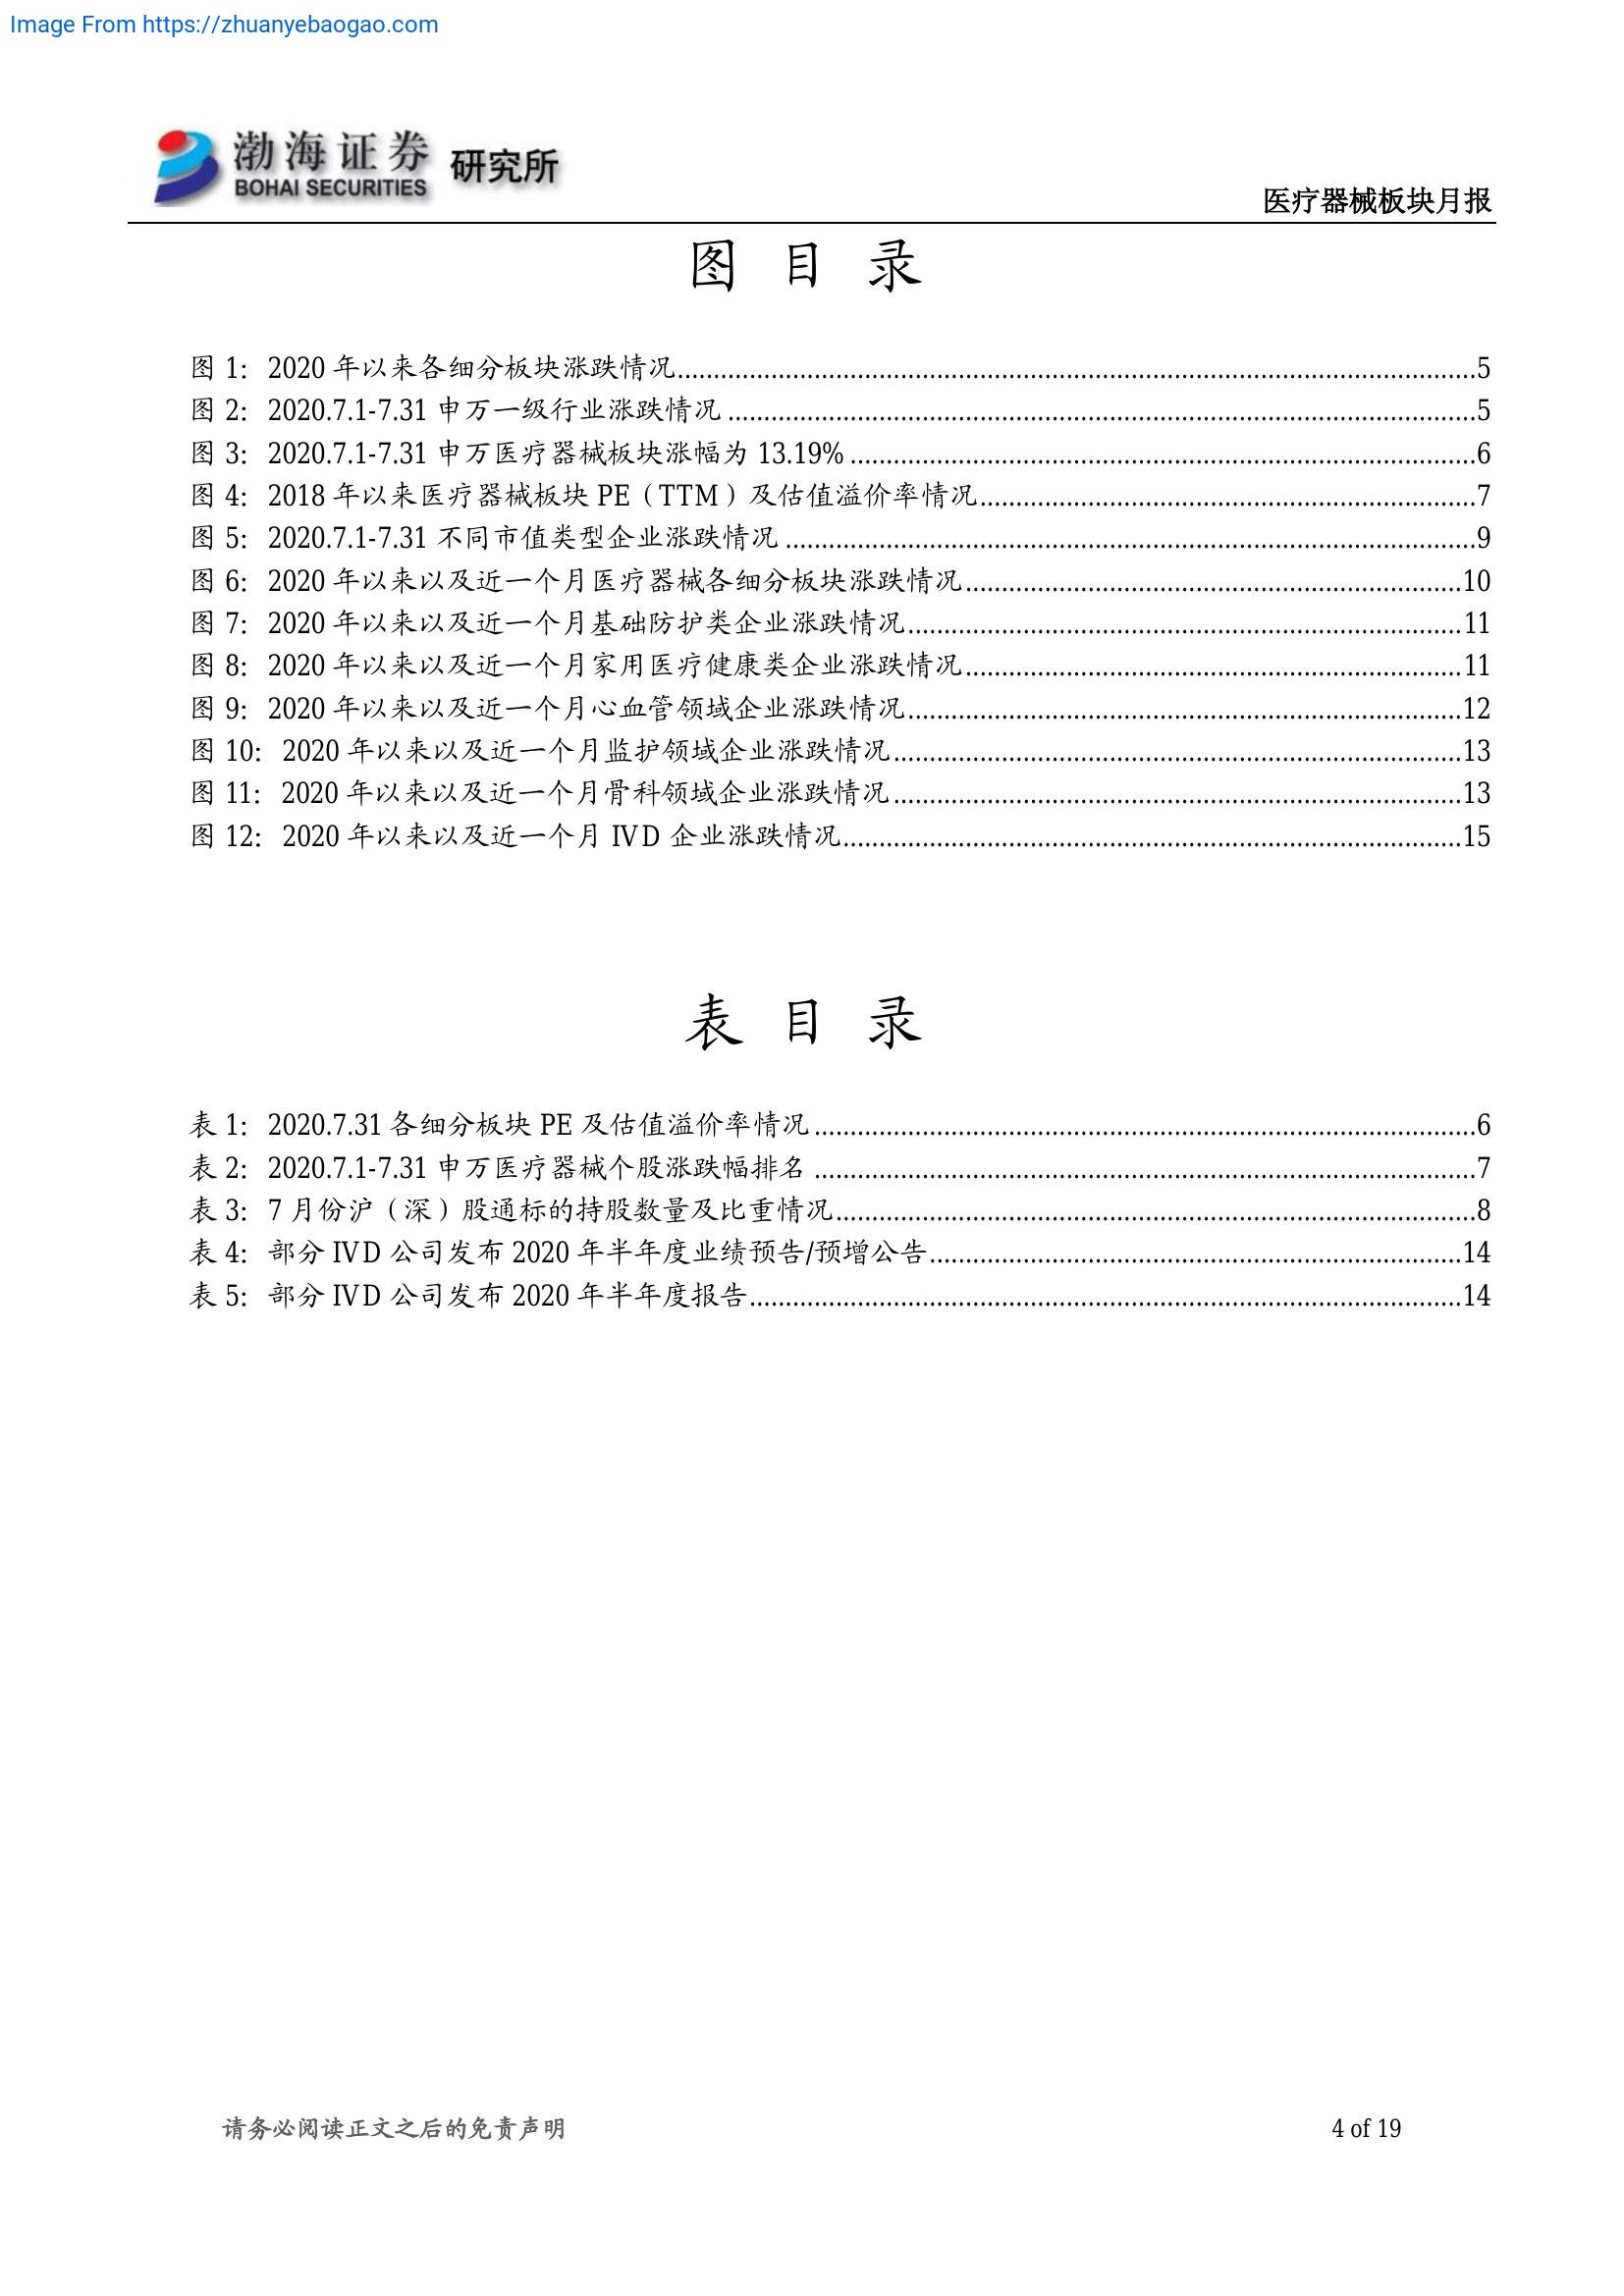 Image From https://zhuanyebaogao.com
渤海证券 研究所
BOHAI SECURITIES
医疗器械板块月报
图 目 录
图 1: 2020 年以来各细分板块涨跌情况..........5
图 2: 2020.7.1-7.31 申万一级行业涨跌情况..........5
图 3: 2020.7.1-7.31 申万医疗器械板块涨幅为 13.19%..........6
图 4: 2018 年以来医疗器械板块 PE（TTM）及估值溢价率情况..........7
图 5: 2020.7.1-7.31 不同市值类型企业涨跌情况..........9
图 6: 2020 年以来以及近一个月医疗器械各细分板块涨跌情况..........10
图 7: 2020 年以来以及近一个月基础防护类企业涨跌情况..........11
图 8: 2020 年以来以及近一个月家用医疗健康类企业涨跌情况..........11
图 9: 2020 年以来以及近一个月心血管领域企业涨跌情况..........12
图 10: 2020 年以来以及近一个月监护领域企业涨跌情况..........13
图 11: 2020 年以来以及近一个月骨科领域企业涨跌情况..........13
图 12: 2020 年以来以及近一个月 IVD 企业涨跌情况..........15
表 目 录
表 1: 2020.7.31 各细分板块 PE 及估值溢价率情况..........6
表 2: 2020.7.1-7.31 申万医疗器械个股涨跌幅排名..........7
表 3: 7 月份沪（深）股通标的持股数量及比重情况..........8
表 4: 部分 IVD 公司发布 2020 年半年度业绩预告/预增公告..........14
表 5: 部分 IVD 公司发布 2020 年半年度报告..........14
请务必阅读正文之后的免责声明
4 of 19